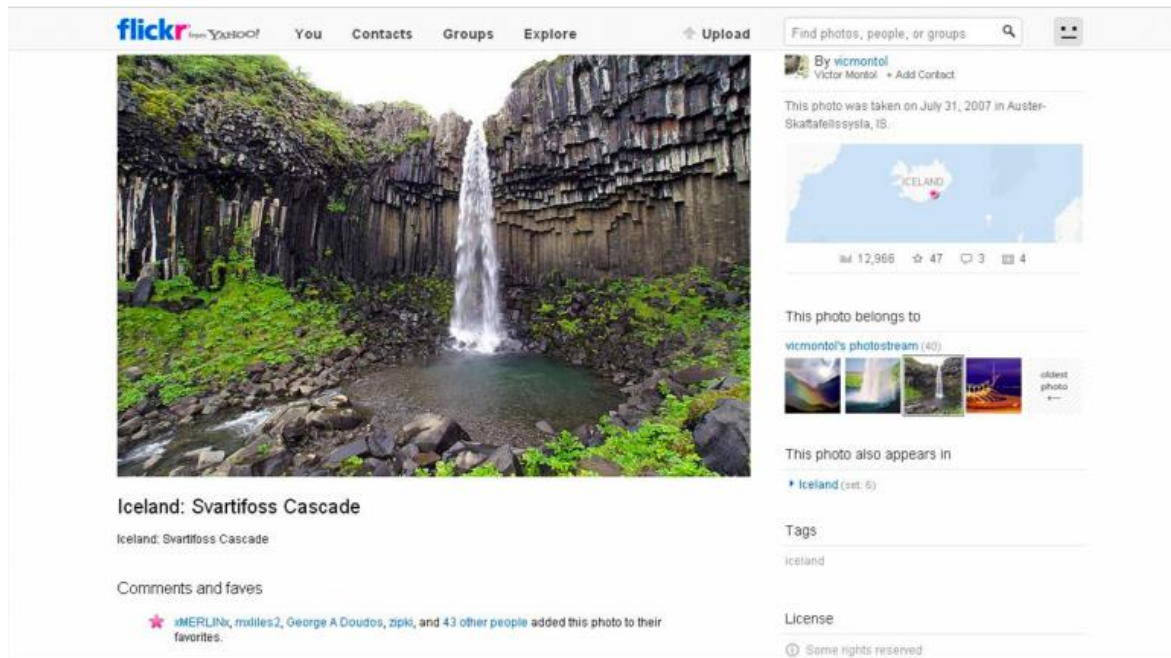 flickr from YAHOO! You Contacts Groups Explore Upload Find photos, people, or groups
By vicmontol
Victor Montol + Add Contact
This photo was taken on July 31, 2007 in Auster-
Skaftafellssysla, IS.
ICELAND
12,966 47 3 4
This photo belongs to
vicmontol's photostream (40)
oldest
photo
←
This photo also appears in
Iceland (set: 6)
Tags
iceland
License
Some rights reserved
Iceland: Svartifoss Cascade
Iceland: Svartifoss Cascade
Comments and faves
xMERLINx, mxliles2, George A Doudos, zipki, and 43 other people added this photo to their
favorites.